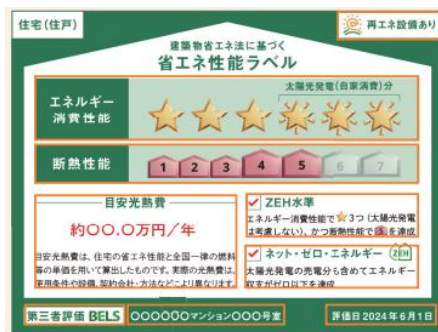 住宅(住戸)
再エネ設備あり
建築物省エネ法に基づく
省エネ性能ラベル
太陽光発電(自家消費)分
エネルギー
消費性能
断熱性能
1 2 3 4 5 6 7
目安光熱費
約〇〇.〇万円/年
目安光熱費は、住宅の省エネ性能と全国一律の燃料
等の単価を用いて算出したものです。実際の光熱費は、
使用条件や設備、契約会社・方法などにより異なります。
ZEH水準
エネルギー消費性能で★3つ(太陽光発電
は考慮しない)、かつ断熱性能で5を達成
ネット・ゼロ・エネルギー ZEH
太陽光発電の売電分も含めてエネルギー
収支がゼロ以下を達成
第三者評価 BELS
〇〇〇〇〇〇マンション〇〇〇号室
評価日2024年6月1日